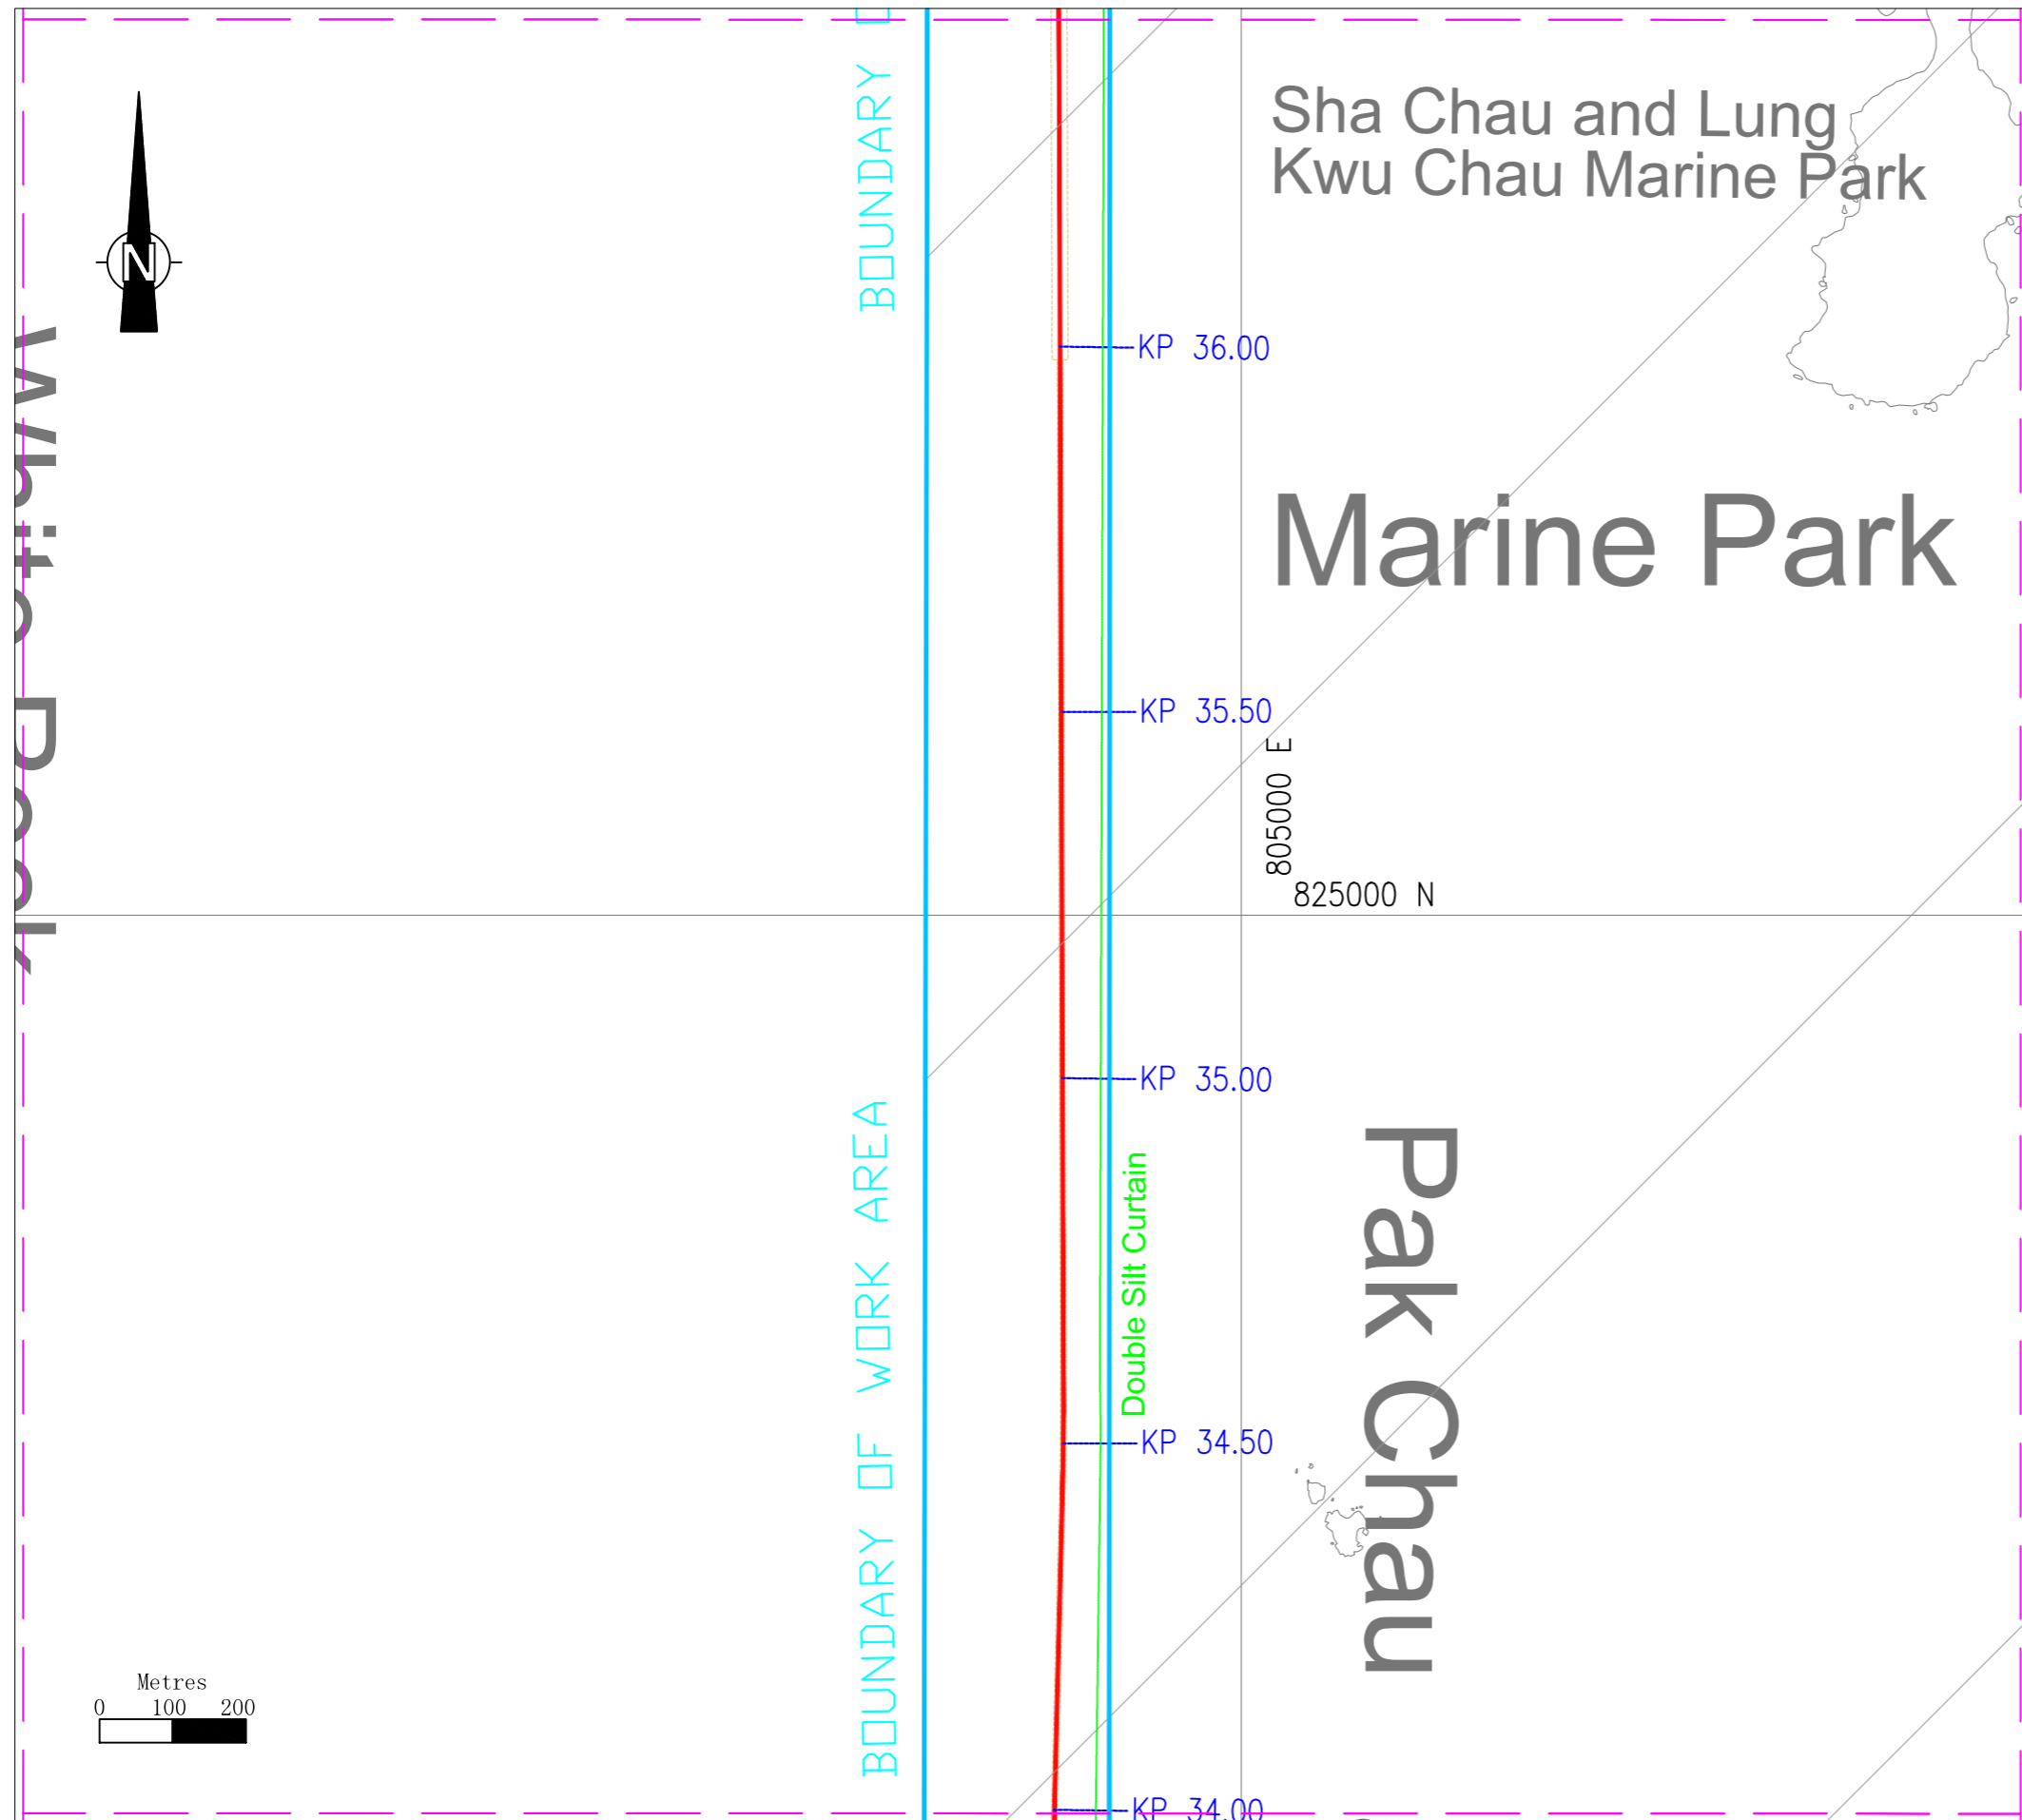 Sha Chau and Lung
Kwu Chau Marine Park
N
BOUNDARY
KP 36.00
Marine Park
KP 35.50
805000 E
825000 N
KP 35.00
BOUNDARY OF WORK AREA
Double Silt Curtain
Pak Chau
KP 34.50
Metres
0 100 200
KP 34.00